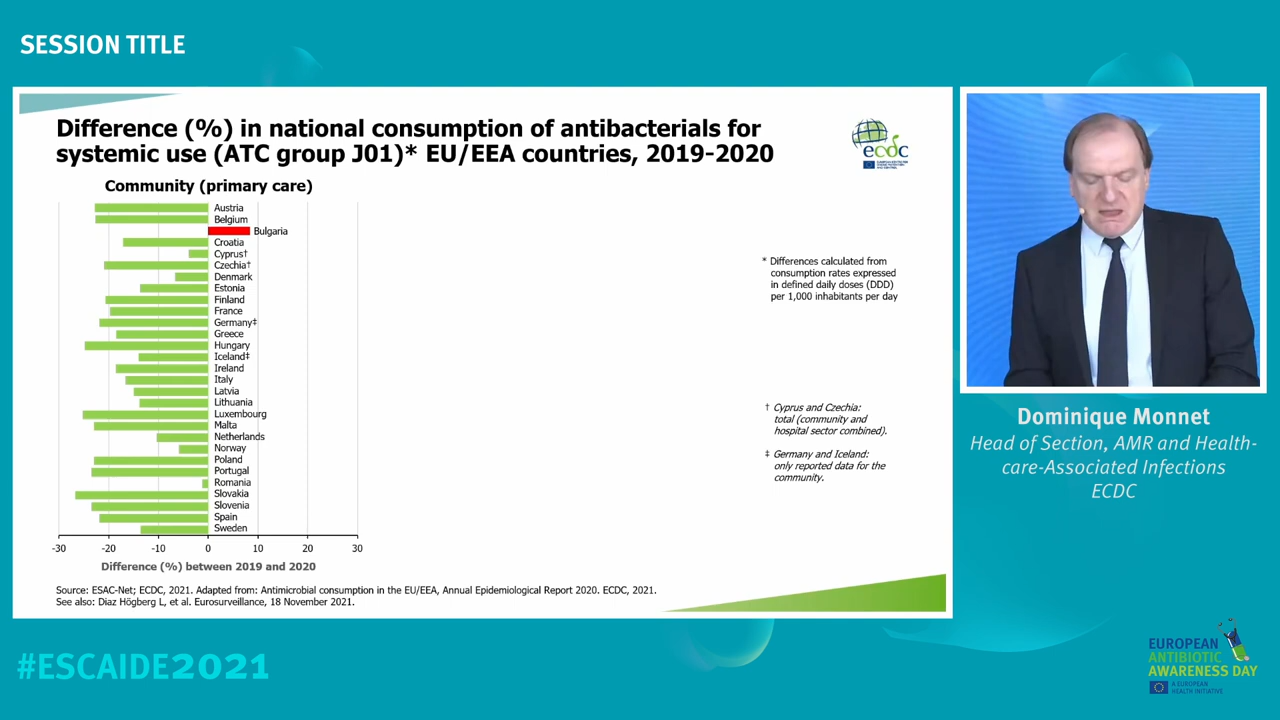 SESSION TITLE
Difference (%) in national consumption of antibacterials for
systemic use (ATC group J01)* EU/EEA countries, 2019-2020
ecdc
Community (primary care)
Austria
Belgium
Bulgaria
Croatia
Cyprus†
Czechia†
Denmark
Estonia
Finland
France
Germany‡
Greece
Hungary
Iceland‡
Ireland
Italy
Latvia
Lithuania
Luxembourg
Malta
Netherlands
Norway
Poland
Portugal
Romania
Slovakia
Slovenia
Spain
Sweden
-30 -20 -10 0 10 20 30
Difference (%) between 2019 and 2020
* Differences calculated from
consumption rates expressed
in defined daily doses (DDD)
per 1,000 inhabitants per day
† Cyprus and Czechia:
total (community and
hospital sector combined).
‡ Germany and Iceland:
only reported data for the
community.
Source: ESAC-Net; ECDC, 2021. Adapted from: Antimicrobial consumption in the EU/EEA, Annual Epidemiological Report 2020. ECDC, 2021.
See also: Diaz Högberg L, et al. Eurosurveillance, 18 November 2021.
Dominique Monnet
Head of Section, AMR and Health-
care-Associated Infections
ECDC
#ESCAIDE2021
EUROPEAN
ANTIBIOTIC
AWARENESS DAY
A EUROPEAN
HEALTH INITIATIVE